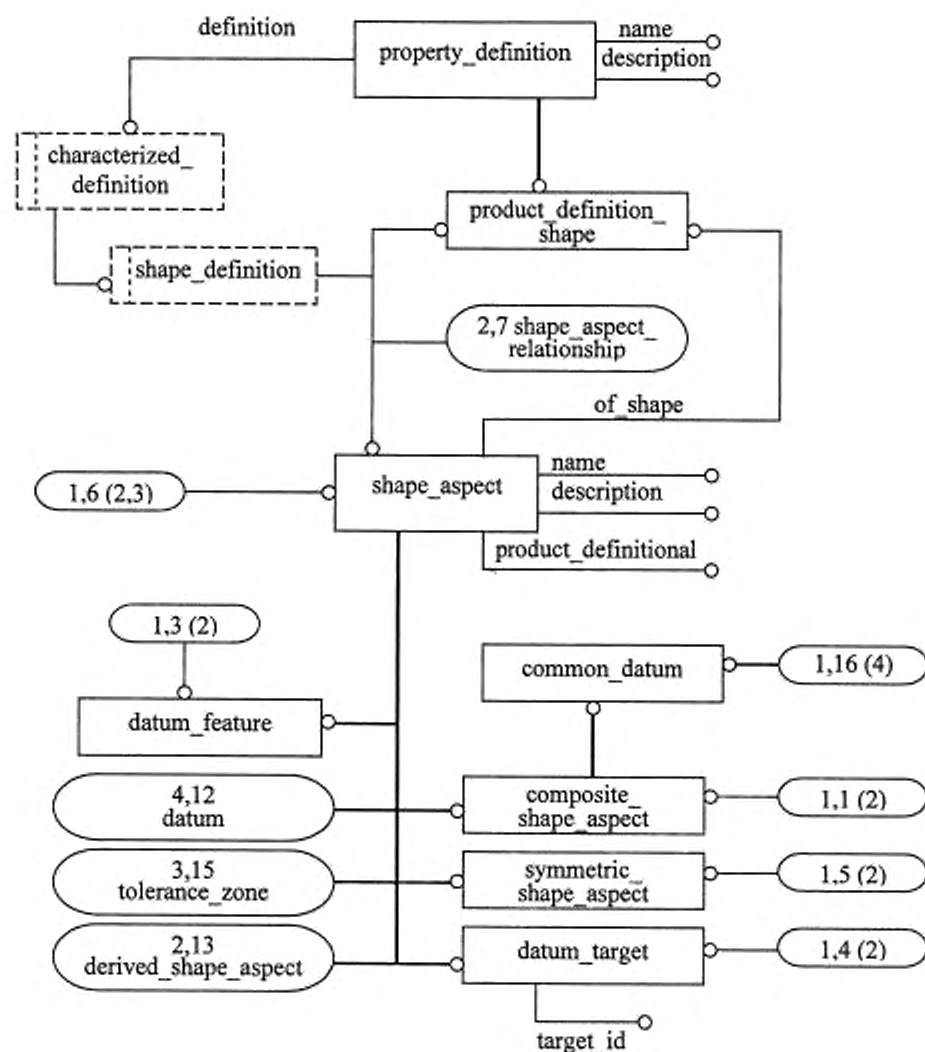 definition
property_definition
name
description
characterized_
definition
product_definition_
shape
shape_definition
2,7 shape_aspect_
relationship
of_shape
1,6 (2,3)
shape_aspect
name
description
product_definitional
1,3 (2)
common_datum
1,16 (4)
datum_feature
4,12
datum
composite_
shape_aspect
1,1 (2)
3,15
tolerance_zone
symmetric_
shape_aspect
1,5 (2)
2,13
derived_shape_aspect
datum_target
1,4 (2)
target_id